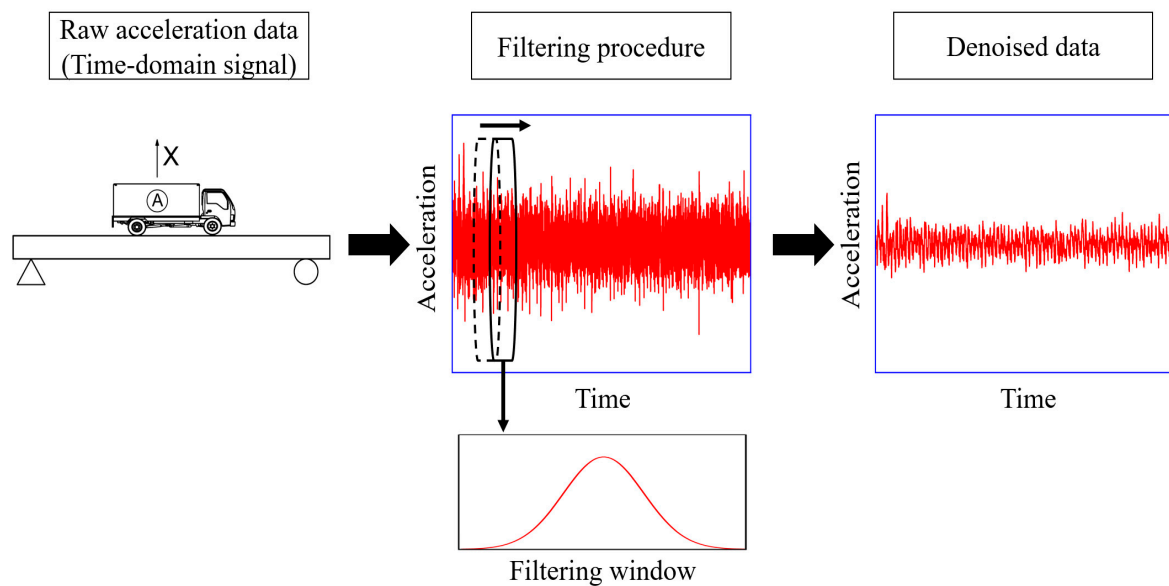 Raw acceleration data
(Time-domain signal)
Filtering procedure
Denoised data
X
A
Acceleration
Time
Acceleration
Time
Filtering window